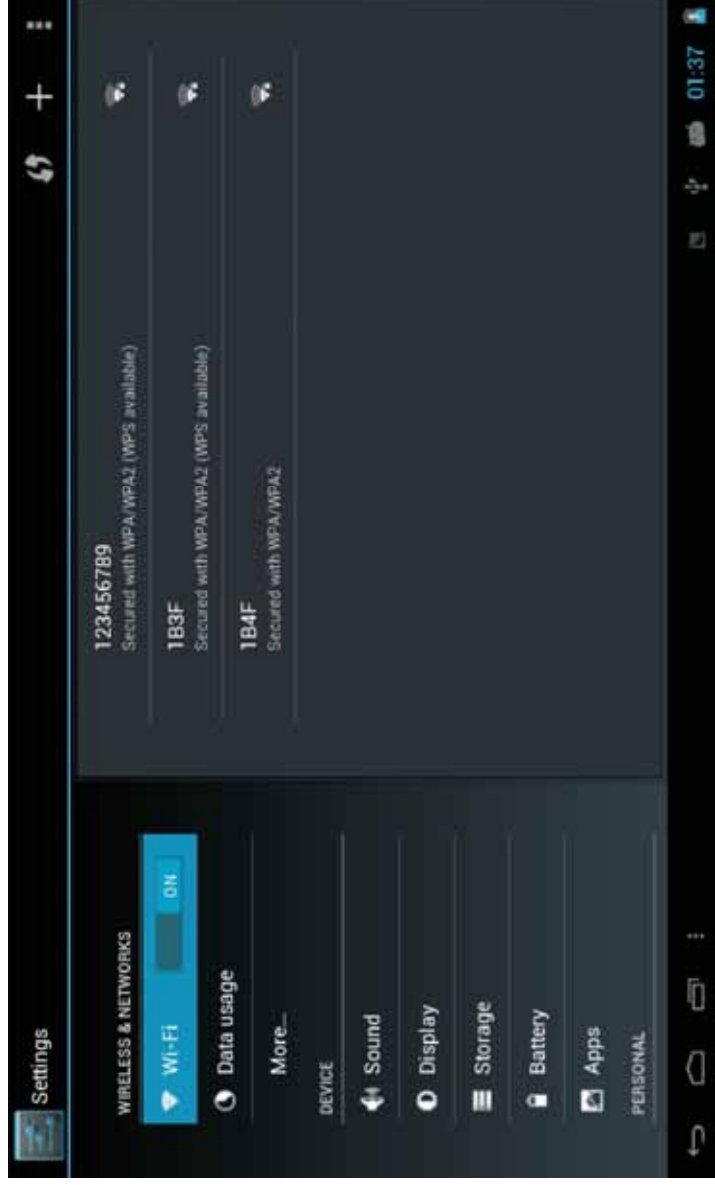 Settings
WIRELESS & NETWORKS
Wi-Fi
ON
Data usage
More...
DEVICE
Sound
Display
Storage
Battery
Apps
PERSONAL
123456789
Secured with WPA/WPA2 (WPS available)
1B3F
Secured with WPA/WPA2 (WPS available)
1B4F
Secured with WPA/WPA2
01:37